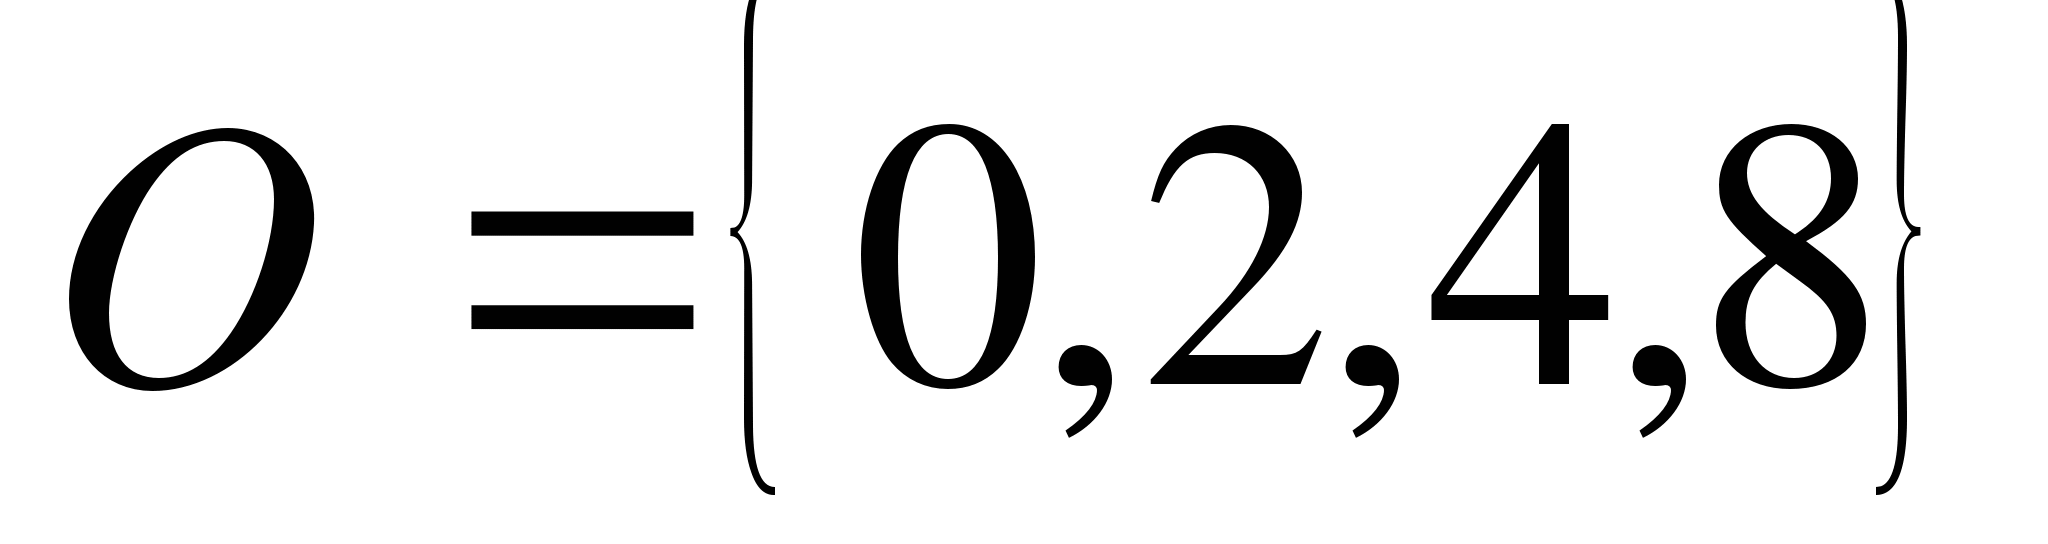 O = {0,2,4,8}